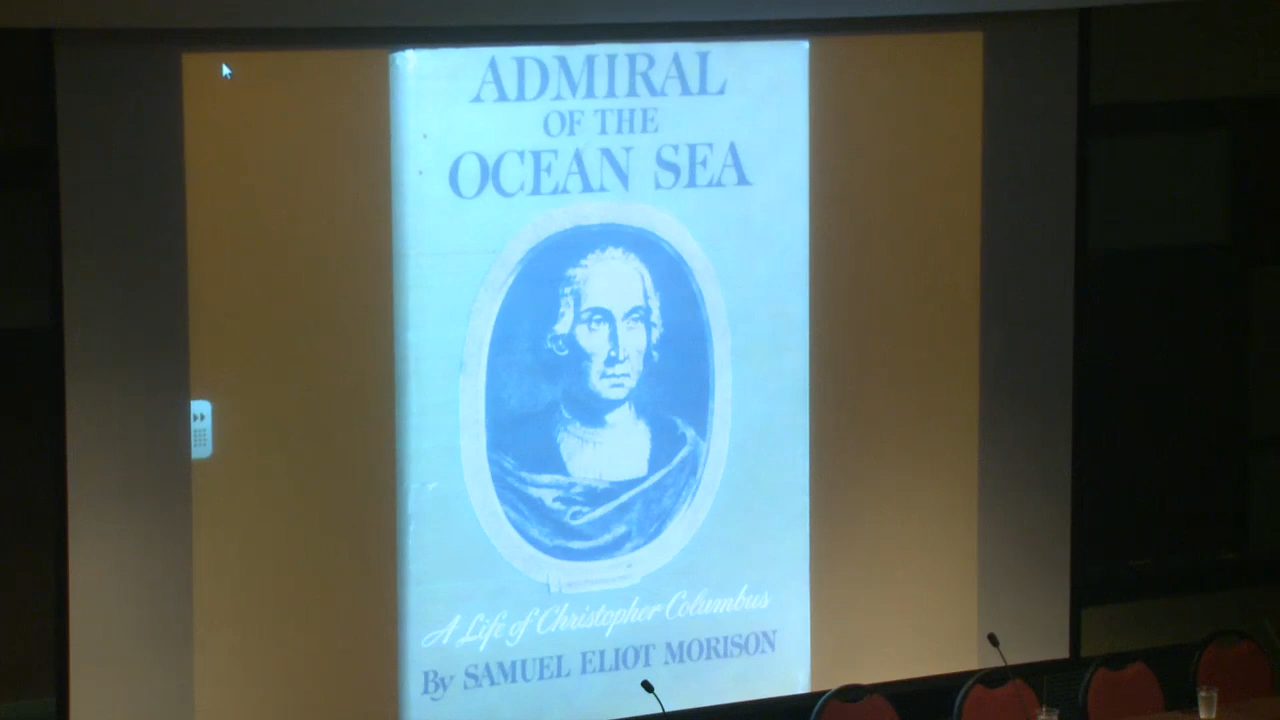 ADMIRAL
OF THE
OCEAN SEA
A Life of Christopher Columbus
By SAMUEL ELIOT MORISON